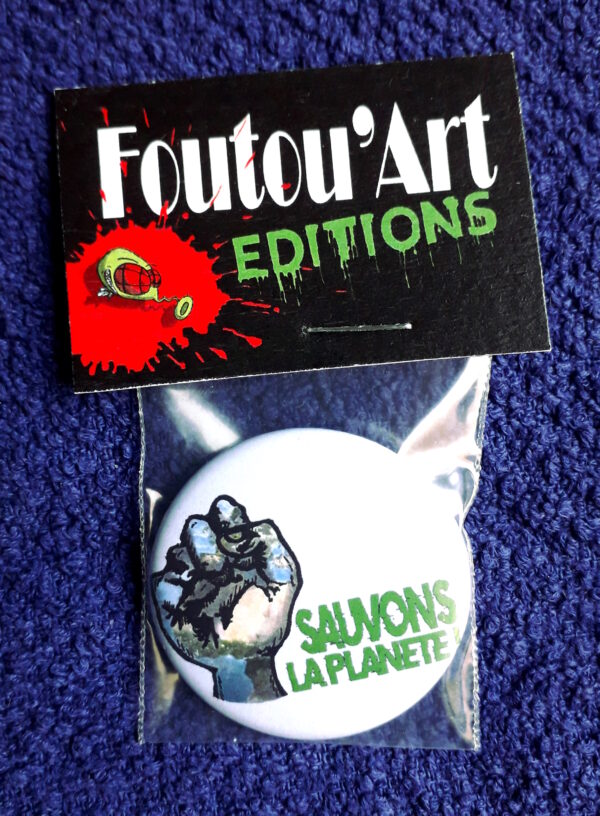 Foutou'Art
EDITIONS
SAUVONS
LA PLANETE !